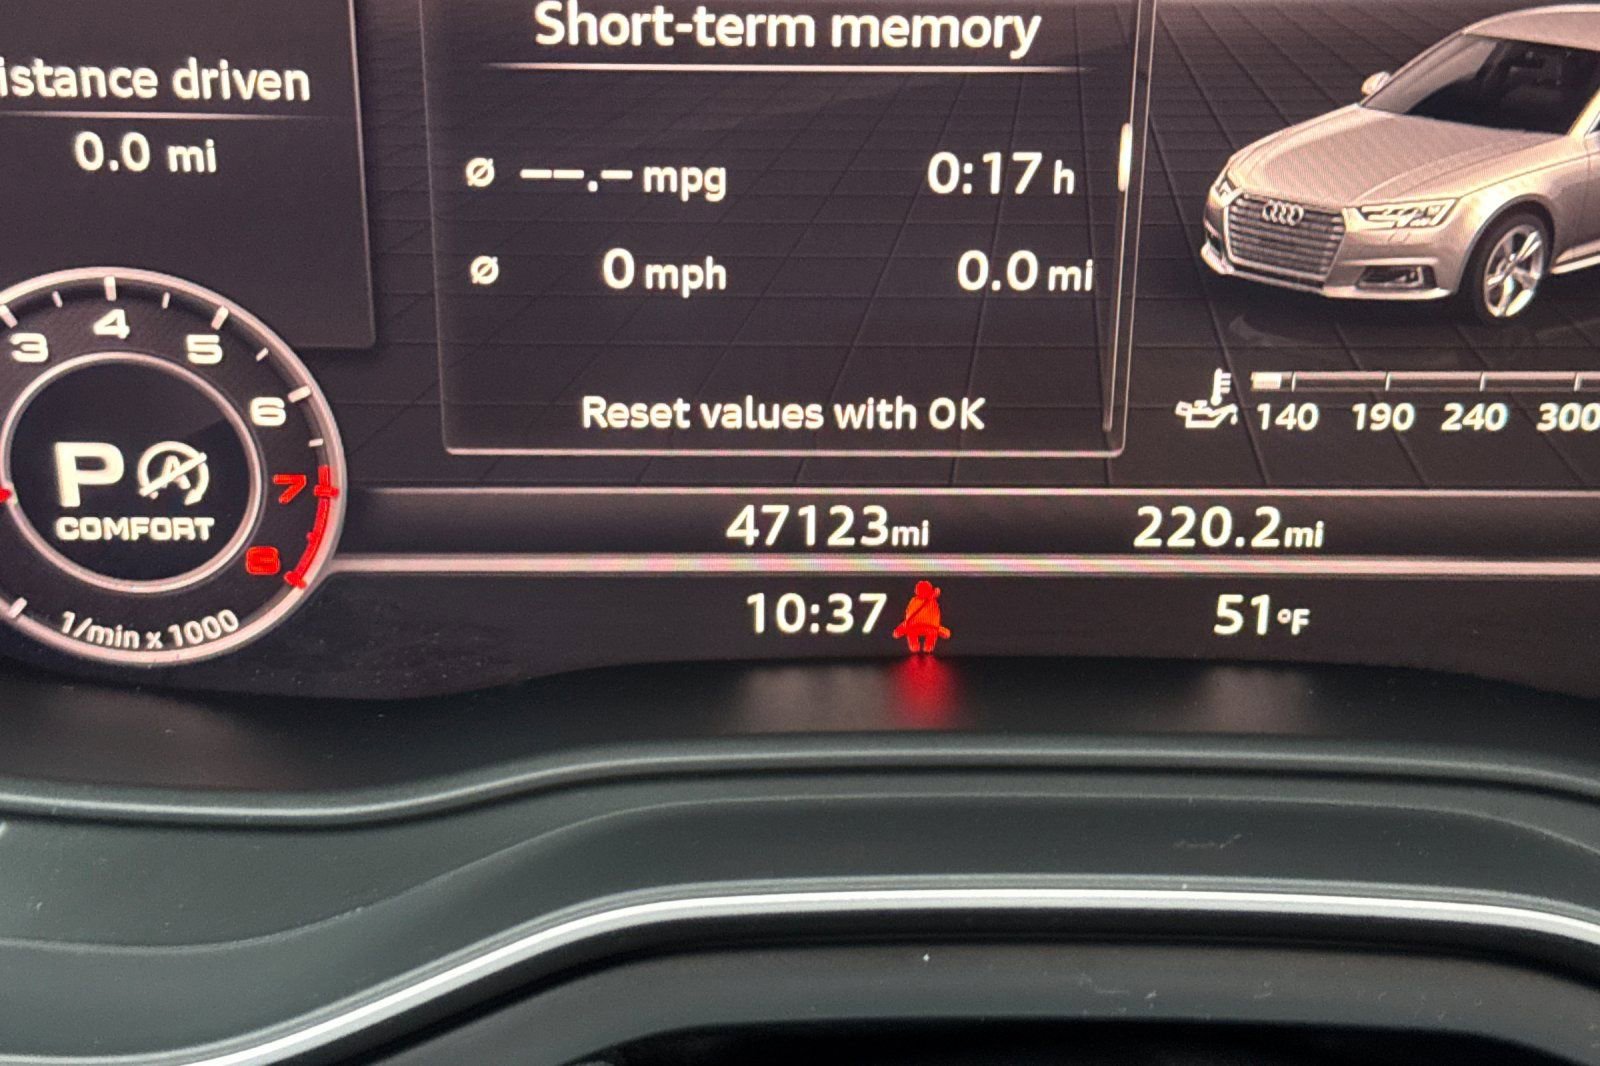 Short-term memory
istance driven
0.0 mi
Ø --.- mpg 0:17 h
Ø 0 mph 0.0 mi
Reset values with OK
140 190 240 300
3 4 5 6 7 8
P A
COMFORT
1/min x 1000
47123mi 220.2mi
10:37 51°F